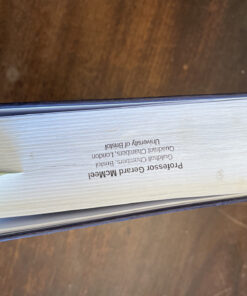 Professor Gerard McMeel
Guildhall Chambers, Bristol
Quadrant Chambers, London
University of Bristol